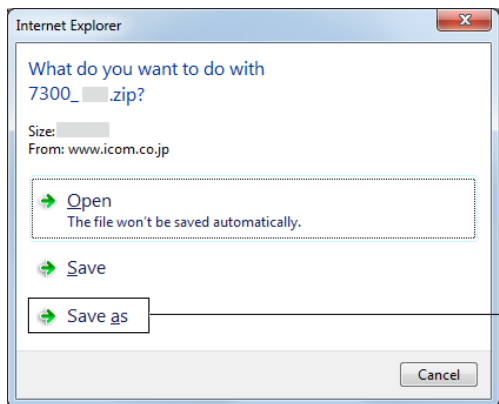 Internet Explorer
What do you want to do with
7300_ .zip?
Size:
From: www.icom.co.jp
Open
The file won't be saved automatically.
Save
Save as
Cancel